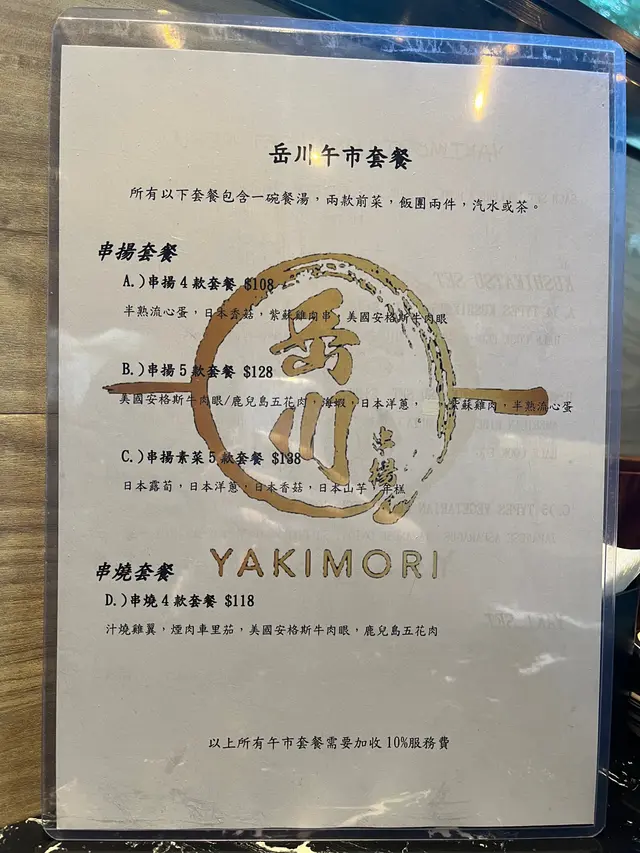 岳川午市套餐
所有以下套餐包含一碗餐湯，兩款前菜，飯團兩件，汽水或茶。
串揚套餐
A.)串揚4款套餐 $108
半熟流心蛋，日本香菇，紫蘇雞肉串，美國安格斯牛肉眼
B.)串揚5款套餐 $128
美國安格斯牛肉眼/鹿兒島五花肉，海蝦，日本洋蔥，紫蘇雞肉，半熟流心蛋
C.)串揚素菜5款套餐 $138
日本露荀，日本洋蔥，日本香菇，日本山芋，年糕
岳川
串揚
YAKIMORI
串燒套餐
D.)串燒4款套餐 $118
汁燒雞翼，煙肉車里茄，美國安格斯牛肉眼，鹿兒島五花肉
以上所有午市套餐需要加收10%服務費